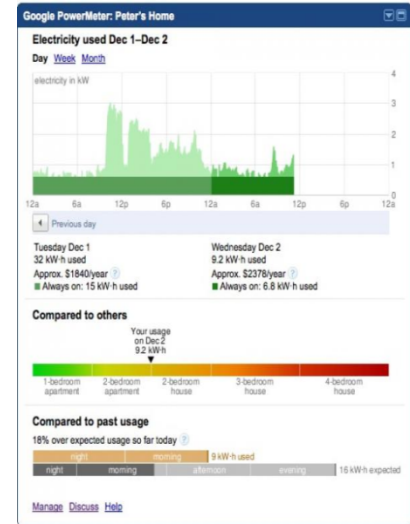 Google PowerMeter: Peter's Home
Electricity used Dec 1–Dec 2
Day Week Month
electricity in kW
4
3
2
1
0
12a 6a 12p 6p 12a 6a 12p 6p 12a
Previous day
Tuesday Dec 1
32 kW·h used
Approx. $1840/year ?
Always on: 15 kW·h used
Wednesday Dec 2
9.2 kW·h used
Approx. $2378/year ?
Always on: 6.8 kW·h used
Compared to others
Your usage
on Dec 2
9.2 kW·h
1-bedroom apartment
2-bedroom apartment
2-bedroom house
3-bedroom house
4-bedroom house
Compared to past usage
18% over expected usage so far today ?
night morning 9 kW·h used
night morning afternoon evening 16 kW·h expected
Manage Discuss Help